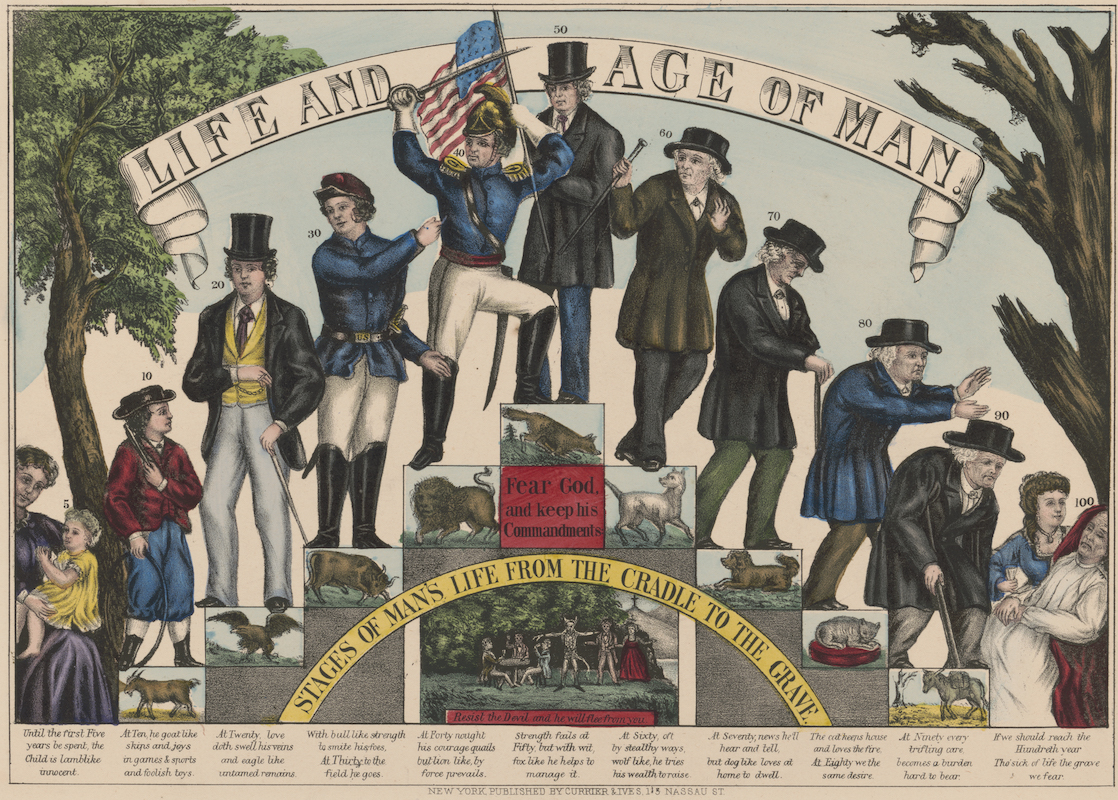 LIFE AND AGE OF MAN.
50
40
60
30
70
20
80
10
90
5
100
Fear God,
and keep his
Commandments
STAGES OF MAN'S LIFE FROM THE CRADLE TO THE GRAVE.
US
Resist the Devil and he will flee from you.
Until the first Five
years be spent, the
Child is lamblike
innocent.
At Ten, he goat like
skips and joys
in games & sports
and foolish toys.
At Twenty, love
doth swell his veins
and eagle like
untamed remains.
With bull like strength
to smite his foes,
At Thirty to the
field he goes.
At Forty nought
his courage quails
but lion like, by
force prevails.
Strength fails at
Fifty, but with wit,
fox like he helps to
manage it.
At Sixty, oft
by stealthy ways,
wolf like, he tries
his wealth to raise.
At Seventy, news he'll
hear and tell,
but dog like loves at
home to dwell.
The cat keeps house
and loves the fire,
At Eighty we the
same desire.
At Ninety every
trifling care,
becomes a burden
hard to bear.
If we should reach the
Hundreth year
Tho' sick of life the grave
we fear.
NEW YORK, PUBLISHED BY CURRIER & IVES, 115 NASSAU ST.